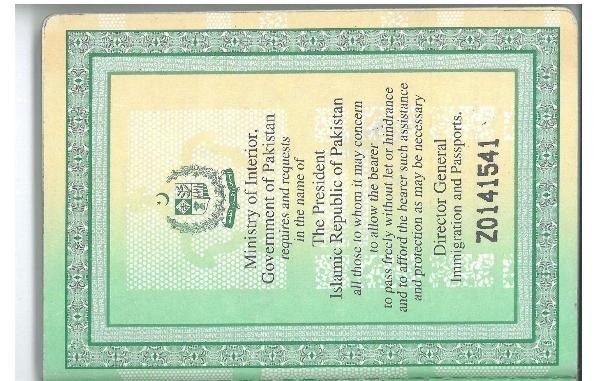 Ministry of Interior,
Government of Pakistan
requires and requests
in the name of
The President
Islamic Republic of Pakistan
all those to whom it may concern
to allow the bearer
to pass freely without let or hindrance
and to afford the bearer such assistance
and protection as may be necessary
Director General
Immigration and Passports.
Z0141541